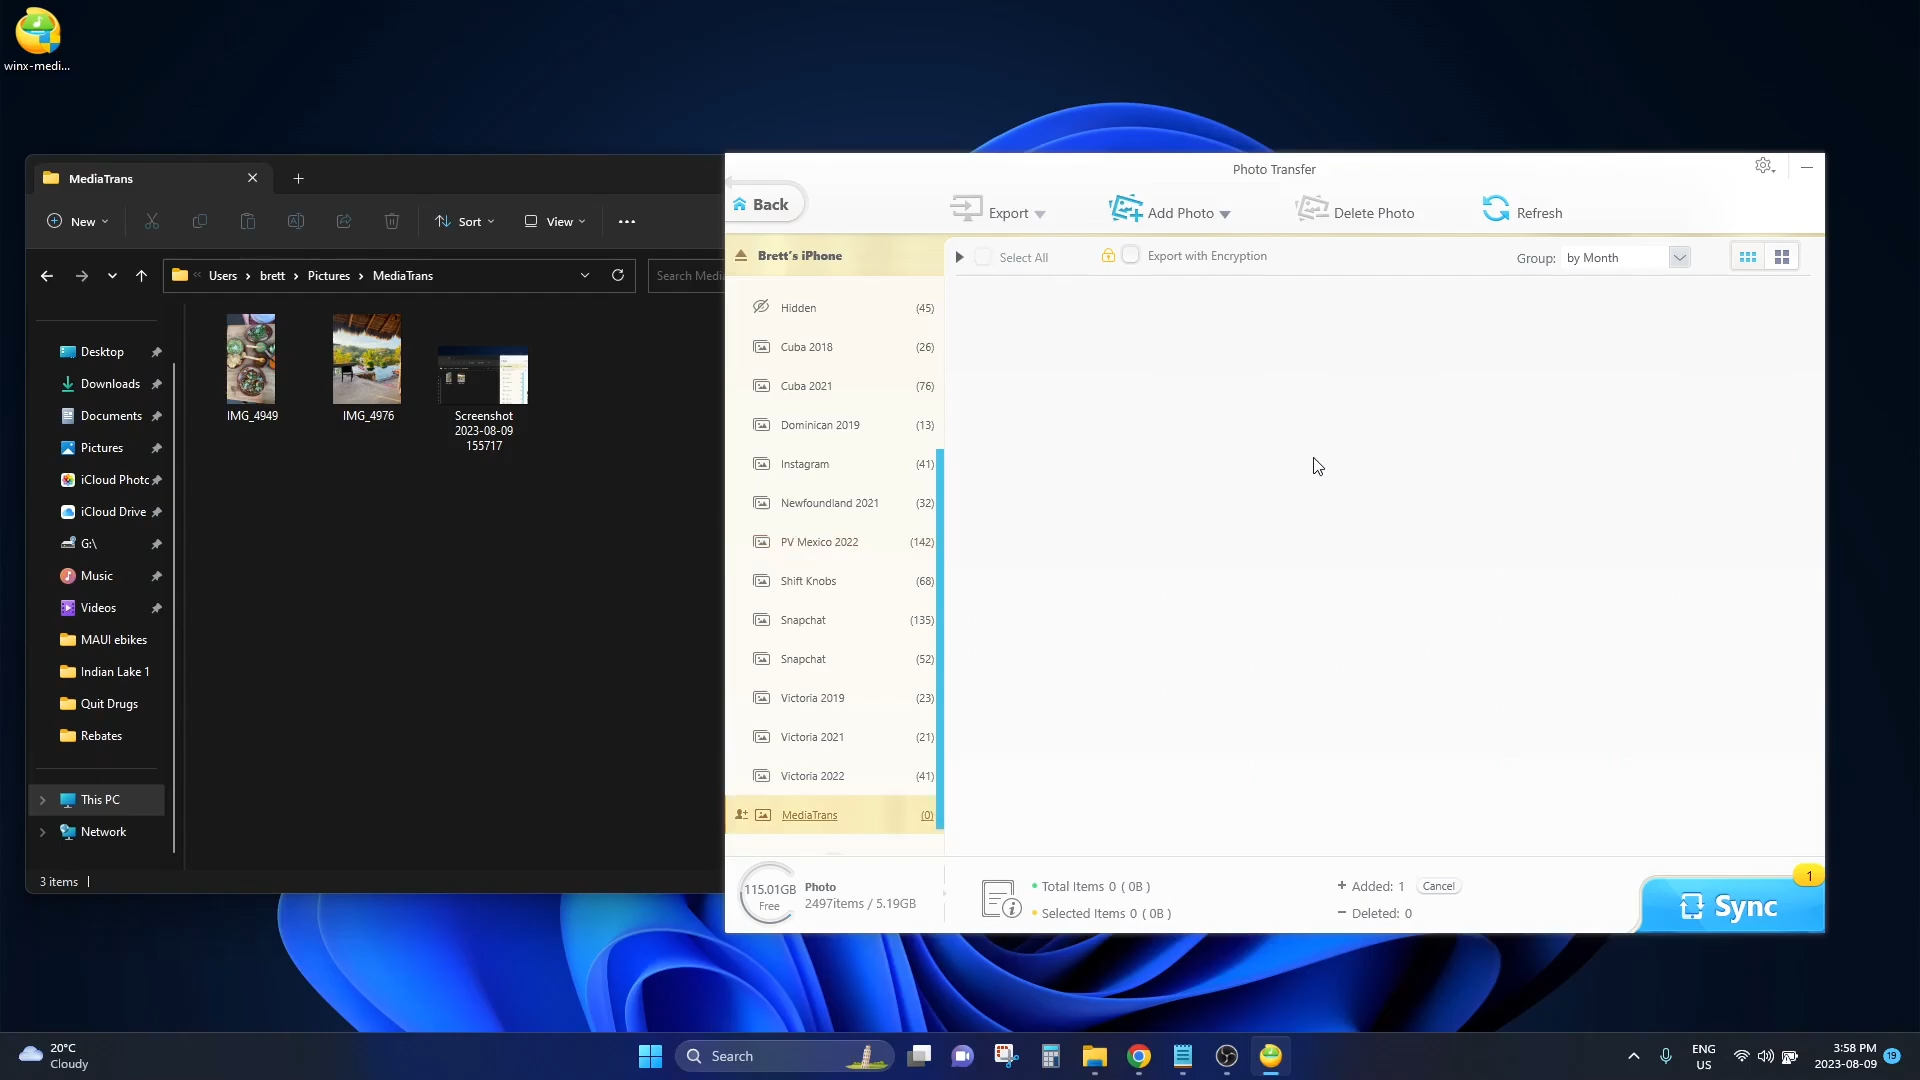 winx-medi...
MediaTrans
New
Sort
View
Users
brett
Pictures
MediaTrans
Search Medi
Desktop
Downloads
Documents
Pictures
iCloud Photo
iCloud Drive
G:\
Music
Videos
MAUI ebikes
Indian Lake 1
Quit Drugs
Rebates
This PC
Network
IMG_4949
IMG_4976
Screenshot
2023-08-09
155717
3 items
Photo Transfer
Back
Export
Add Photo
Delete Photo
Refresh
Brett's iPhone
Select All
Export with Encryption
Group: by Month
Hidden (45)
Cuba 2018 (26)
Cuba 2021 (76)
Dominican 2019 (13)
Instagram (41)
Newfoundland 2021 (32)
PV Mexico 2022 (142)
Shift Knobs (68)
Snapchat (135)
Snapchat (52)
Victoria 2019 (23)
Victoria 2021 (21)
Victoria 2022 (41)
MediaTrans (0)
115.01GB
Free
Photo
2497items / 5.19GB
Total Items 0 ( 0B )
Selected Items 0 ( 0B )
+ Added: 1 Cancel
− Deleted: 0
1
Sync
20°C
Cloudy
Search
ENG
US
3:58 PM
2023-08-09
19